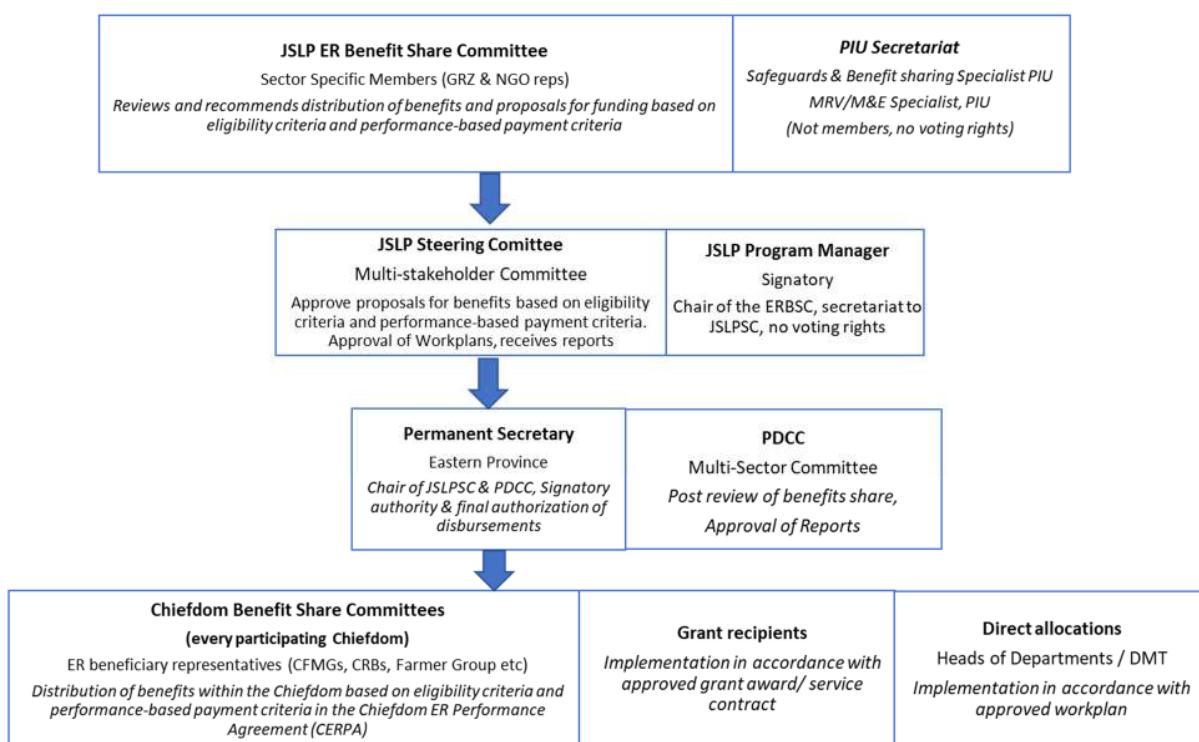 JSLP ER Benefit Share Committee
Sector Specific Members (GRZ & NGO reps)
Reviews and recommends distribution of benefits and proposals for funding based on
eligibility criteria and performance-based payment criteria
PIU Secretariat
Safeguards & Benefit sharing Specialist PIU
MRV/M&E Specialist, PIU
(Not members, no voting rights)
JSLP Steering Comittee
Multi-stakeholder Committee
Approve proposals for benefits based on eligibility
criteria and performance-based payment criteria.
Approval of Workplans, receives reports
JSLP Program Manager
Signatory
Chair of the ERBSC, secretariat to
JSLPSC, no voting rights
Permanent Secretary
Eastern Province
Chair of JSLPSC & PDCC, Signatory
authority & final authorization of
disbursements
PDCC
Multi-Sector Committee
Post review of benefits share,
Approval of Reports
Chiefdom Benefit Share Committees
(every participating Chiefdom)
ER beneficiary representatives (CFMGs, CRBs, Farmer Group etc)
Distribution of benefits within the Chiefdom based on eligibility criteria and
performance-based payment criteria in the Chiefdom ER Performance
Agreement (CERPA)
Grant recipients
Implementation in accordance with
approved grant award/ service
contract
Direct allocations
Heads of Departments / DMT
Implementation in accordance with
approved workplan